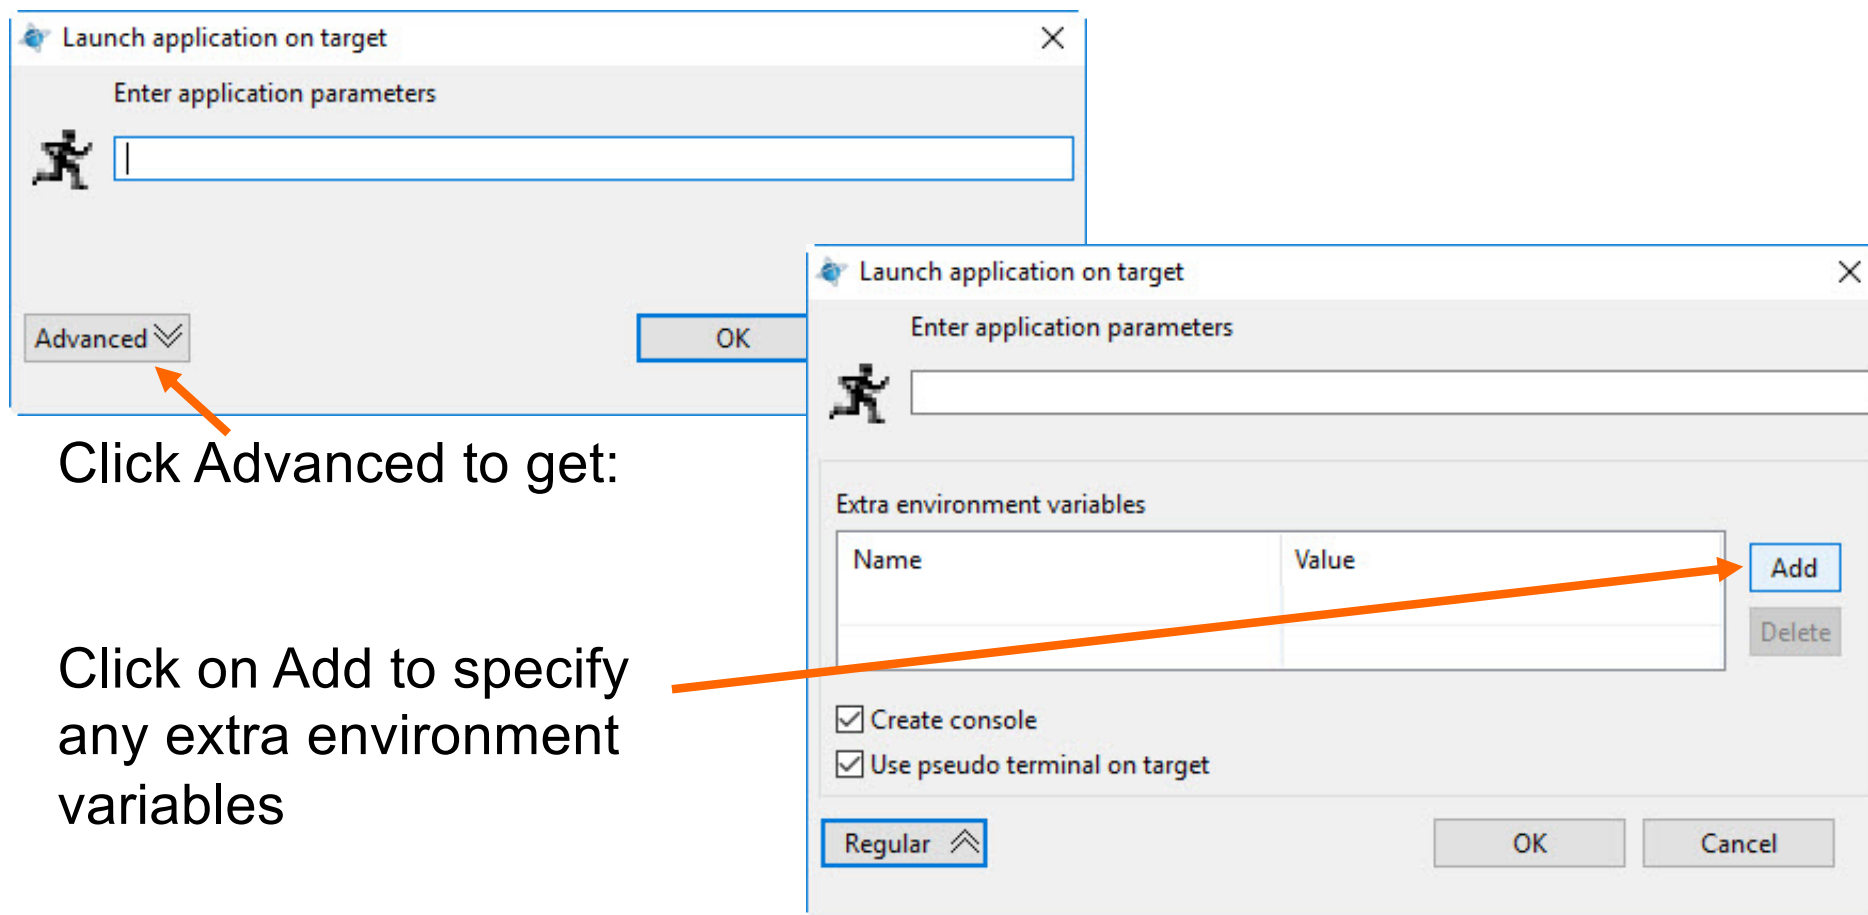 Launch application on target
Enter application parameters
Advanced
OK
Click Advanced to get:
Click on Add to specify
any extra environment
variables
Launch application on target
Enter application parameters
Extra environment variables
Name Value
Add
Delete
Create console
Use pseudo terminal on target
Regular
OK
Cancel